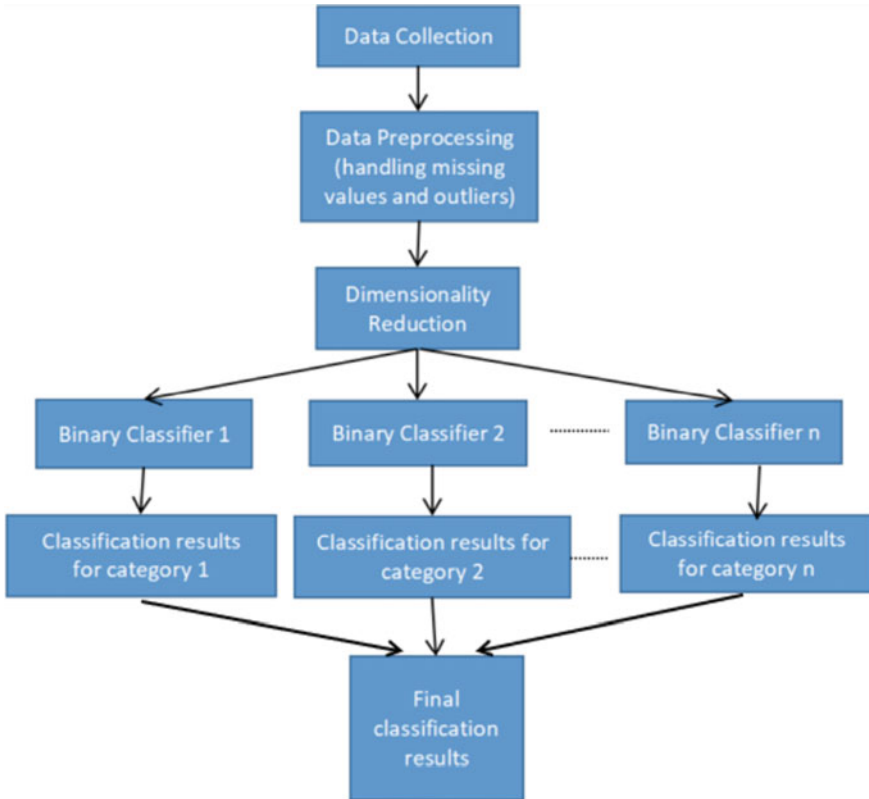 Data Collection
Data Preprocessing
(handling missing
values and outliers)
Dimensionality
Reduction
Binary Classifier 1
Binary Classifier 2
Binary Classifier n
Classification results
for category 1
Classification results for
category 2
Classification results
for category n
Final
classification
results